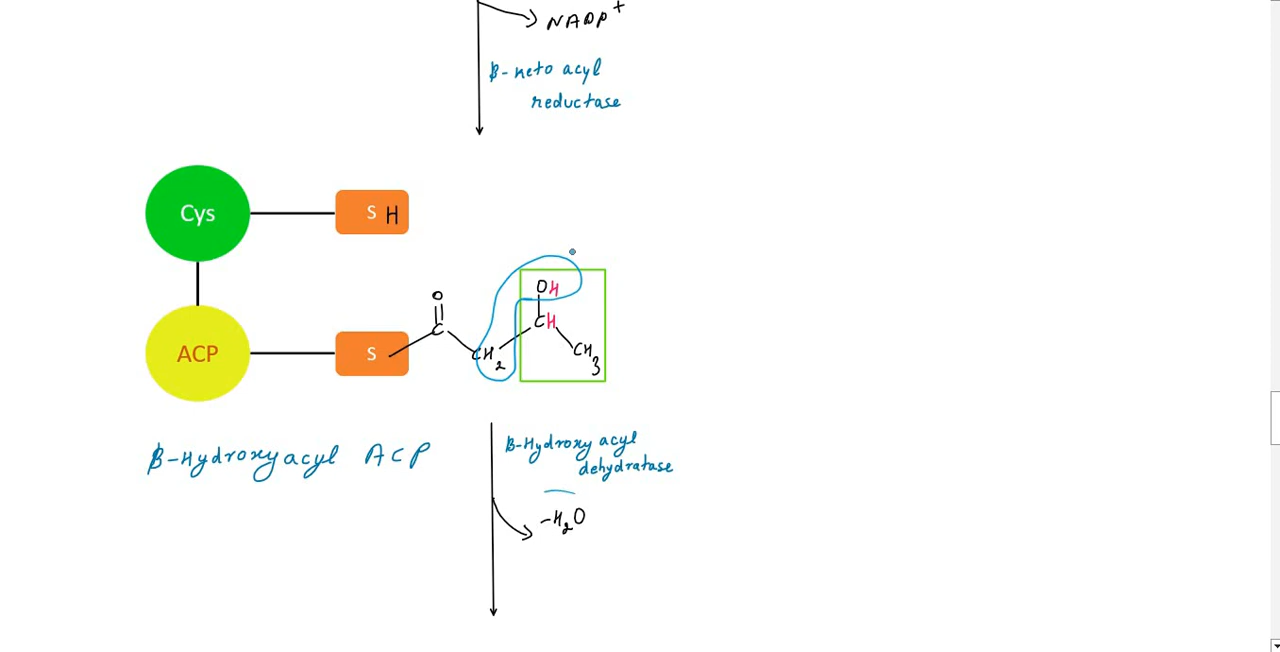 NADP+
β-keto acyl
reductase
Cys
S H
O
OH
C
CH
CH2
CH3
ACP
S
β-Hydroxyacyl ACP
β-Hydroxy acyl
dehydratase
-H2O